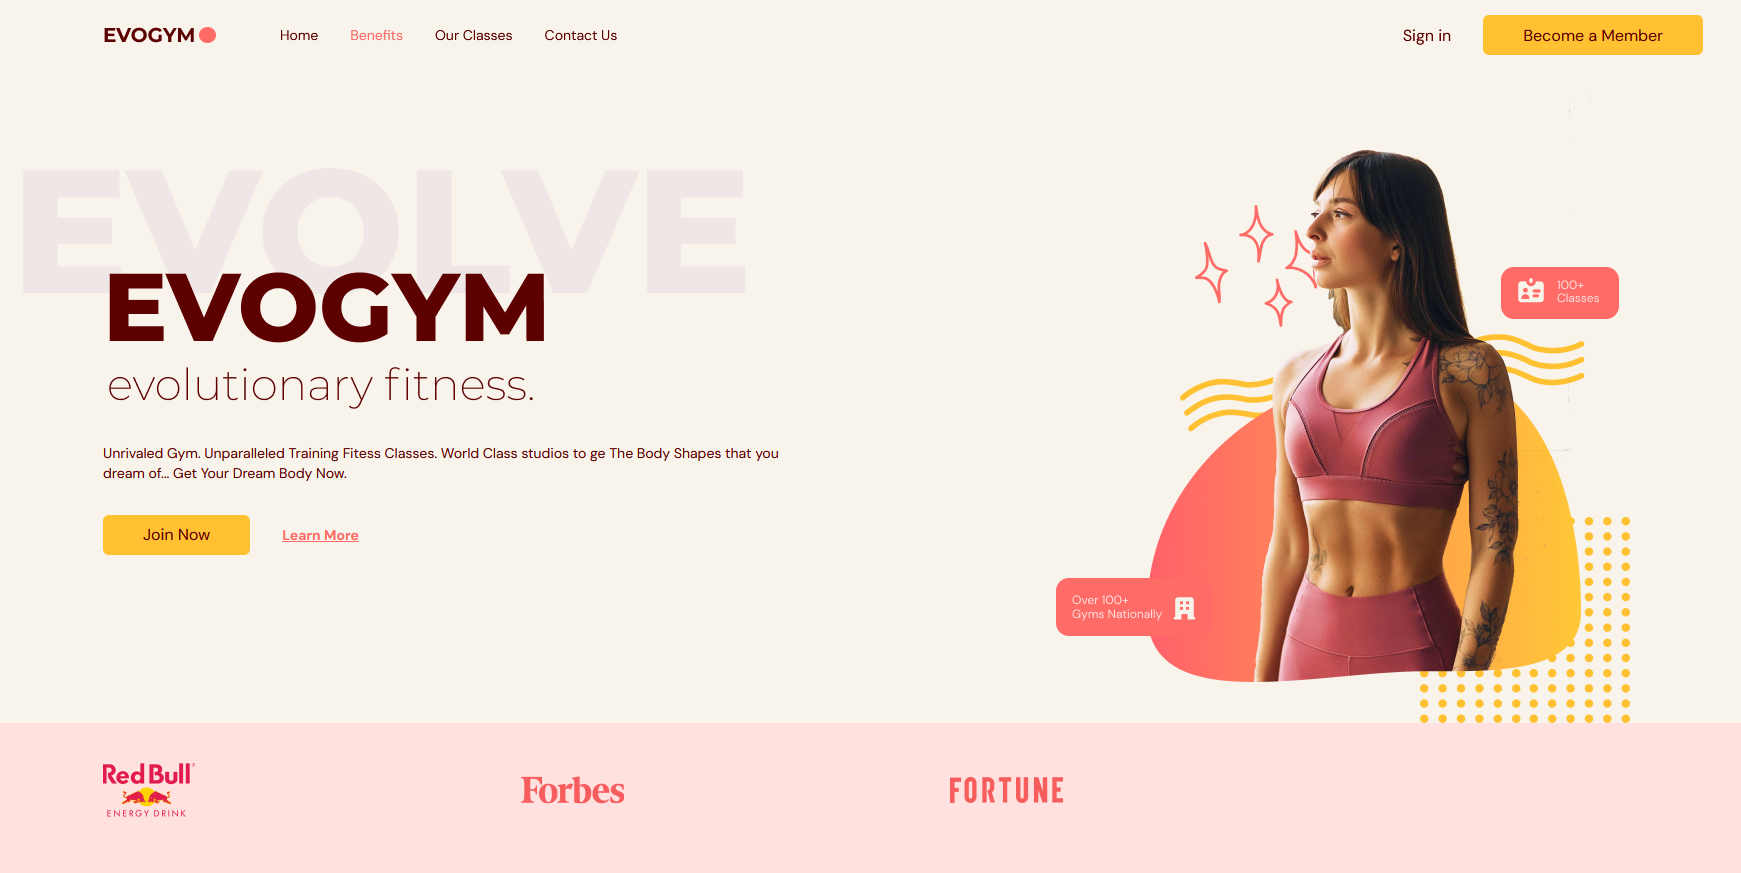 EVOGYM
Home
Benefits
Our Classes
Contact Us
Sign in
Become a Member
EVOLVE
EVOGYM
evolutionary fitness.
Unrivaled Gym. Unparalleled Training Fitess Classes. World Class studios to ge The Body Shapes that you
dream of... Get Your Dream Body Now.
Join Now
Learn More
100+
Classes
Over 100+
Gyms Nationally
Red Bull
ENERGY DRINK
Forbes
FORTUNE